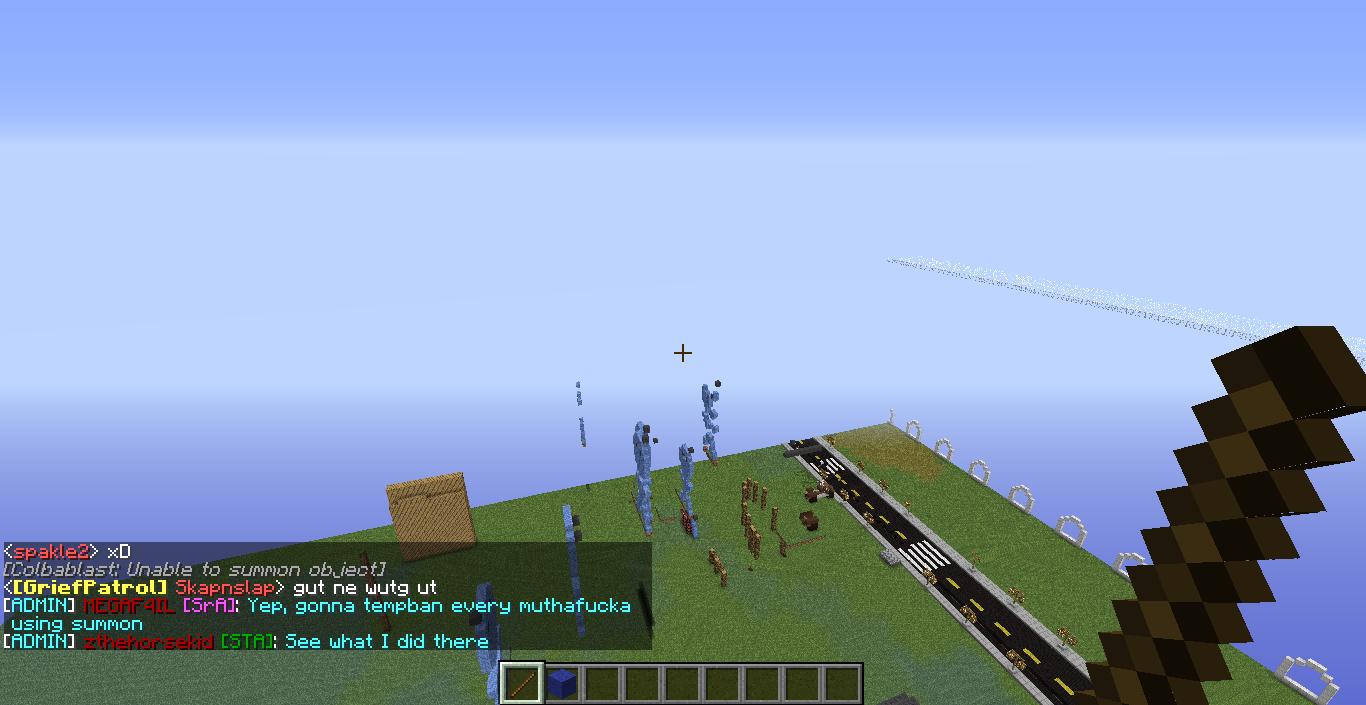 <spakle2> xD
[Colbablast: Unable to summon object]
<[GriefPatrol] Skapnslap> gut ne wutg ut
[ADMIN] MEGAF4IL [SrA]: Yep, gonna tempban every muthafucka
using summon
[ADMIN] zthehorsekid [STA]: See what I did there